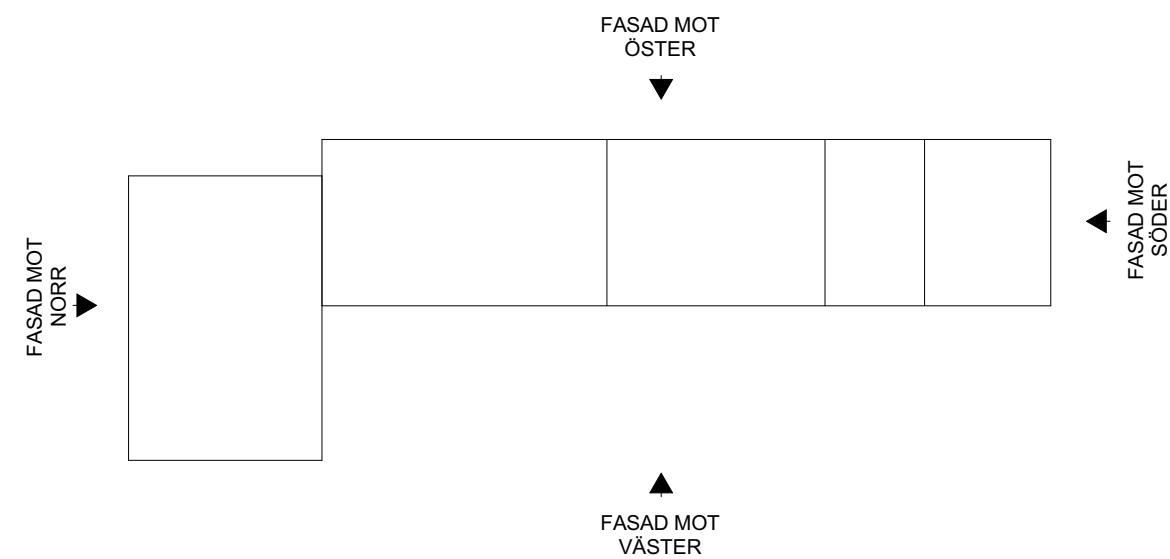 FASAD MOT
ÖSTER
FASAD MOT
NORR
FASAD MOT
SÖDER
FASAD MOT
VÄSTER